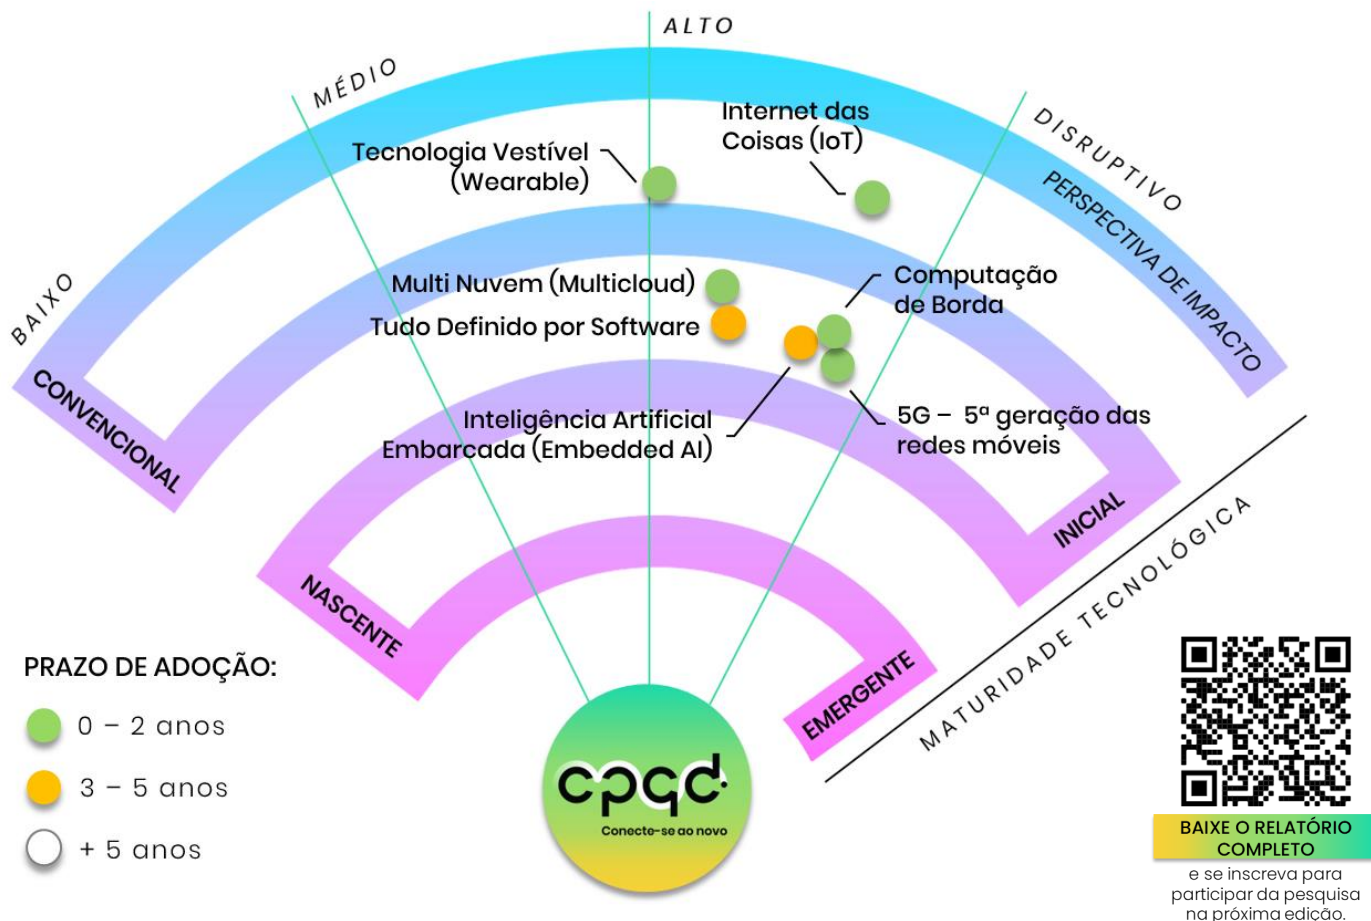 ALTO
MÉDIO
DISRUPTIVO
BAIXO
PERSPECTIVA DE IMPACTO
Internet das
Coisas (IoT)
Tecnologia Vestível
(Wearable)
Multi Nuvem (Multicloud)
Computação
de Borda
Tudo Definido por Software
CONVENCIONAL
Inteligência Artificial
Embarcada (Embedded AI)
5G – 5ª geração das
redes móveis
INICIAL
MATURIDADE TECNOLÓGICA
NASCENTE
EMERGENTE
PRAZO DE ADOÇÃO:
0 – 2 anos
3 – 5 anos
+ 5 anos
cpqd
Conecte-se ao novo
BAIXE O RELATÓRIO
COMPLETO
e se inscreva para
participar da pesquisa
na próxima edição.